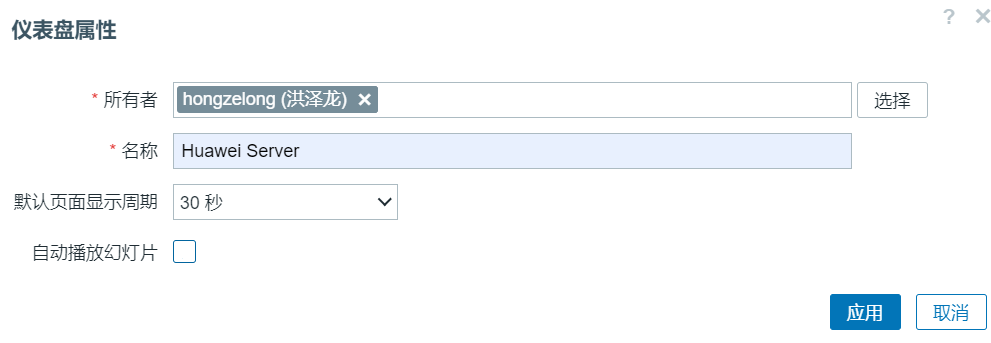 仪表盘属性
* 所有者 hongzelong (洪泽龙) 选择
* 名称 Huawei Server
默认页面显示周期 30 秒
自动播放幻灯片
应用 取消